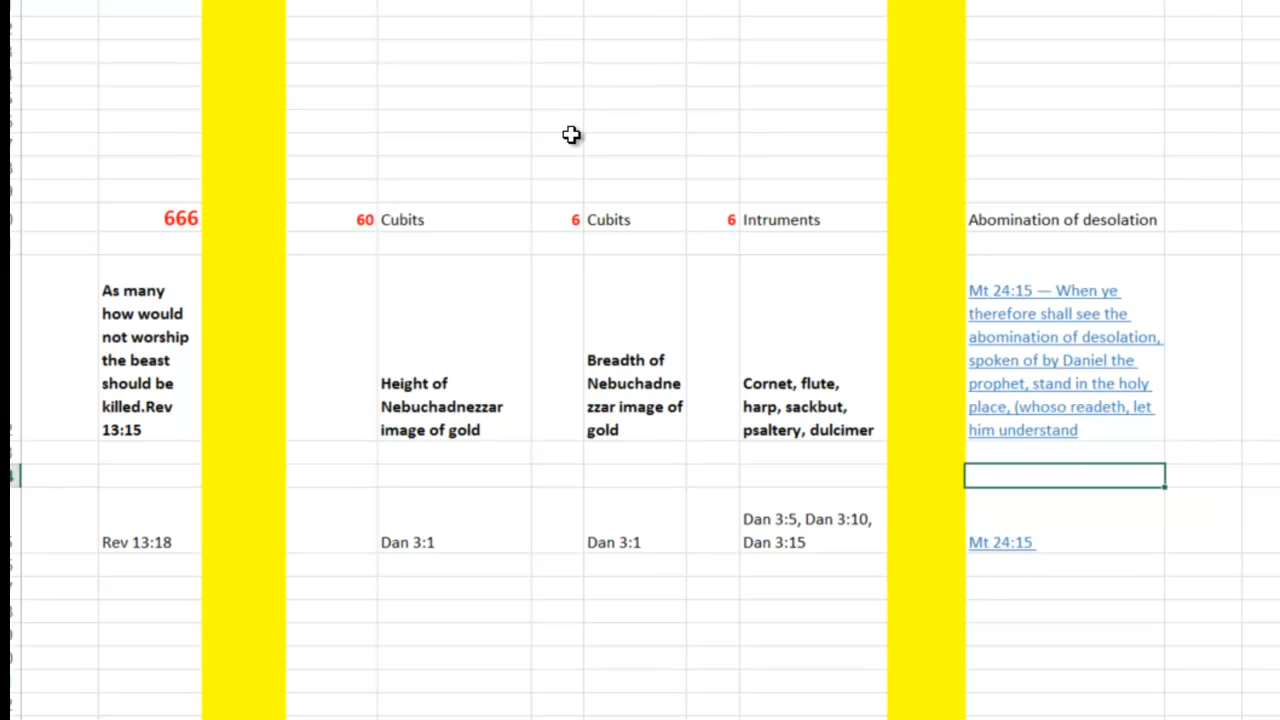 666
60 Cubits
6 Cubits
6 Intruments
Abomination of desolation
As many
how would
not worship
the beast
should be
killed.Rev
13:15
Height of
Nebuchadnezzar
image of gold
Breadth of
Nebuchadne
zzar image of
gold
Cornet, flute,
harp, sackbut,
psaltery, dulcimer
Mt 24:15 — When ye
therefore shall see the
abomination of desolation,
spoken of by Daniel the
prophet, stand in the holy
place, (whoso readeth, let
him understand
Rev 13:18
Dan 3:1
Dan 3:1
Dan 3:5, Dan 3:10,
Dan 3:15
Mt 24:15